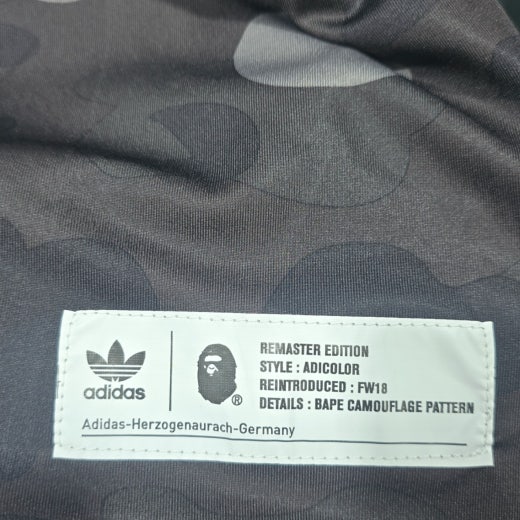 adidas
®
REMASTER EDITION
STYLE : ADICOLOR
REINTRODUCED : FW18
DETAILS : BAPE CAMOUFLAGE PATTERN
Adidas-Herzogenaurach-Germany